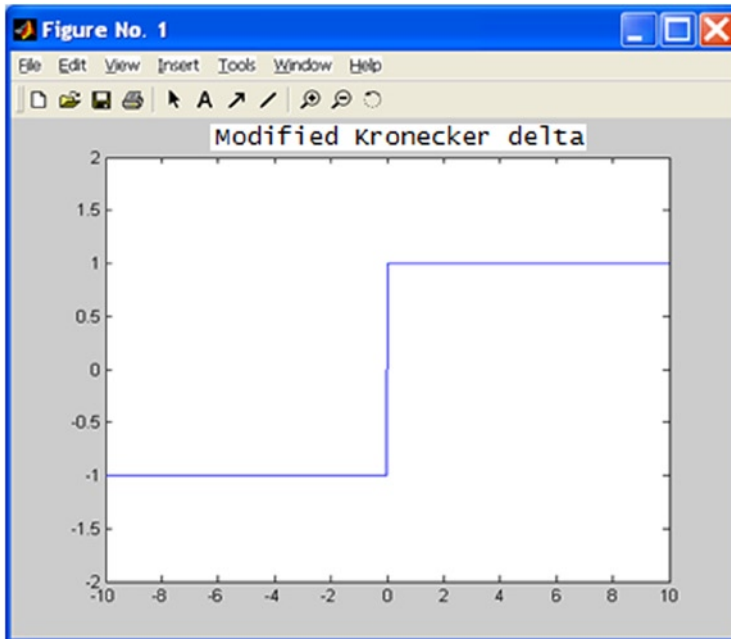 Figure No. 1
File Edit View Insert Tools Window Help
A
Modified Kronecker delta
2
1.5
1
0.5
0
-0.5
-1
-1.5
-2
-10 -8 -6 -4 -2 0 2 4 6 8 10